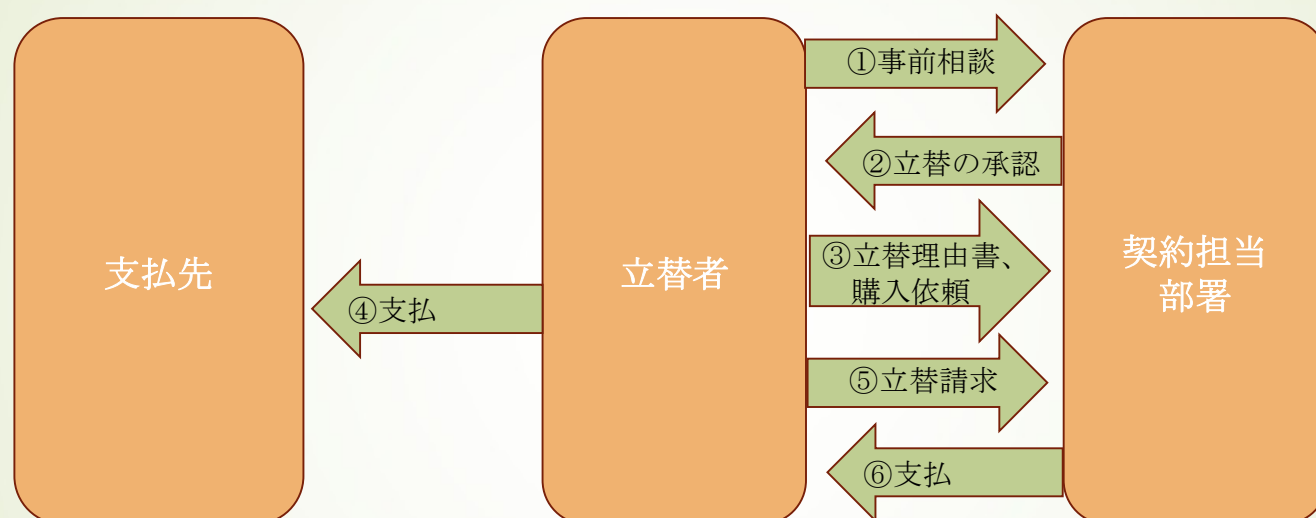 ①事前相談
②立替の承認
③立替理由書、
購入依頼
支払先
立替者
契約担当
部署
④支払
⑤立替請求
⑥支払